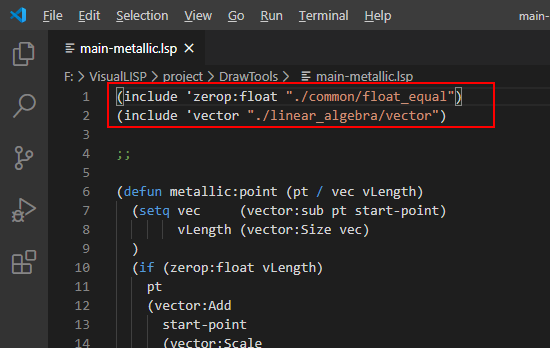 File Edit Selection View Go Run Terminal Help main-
main-metallic.lsp ×
F: > VisualLISP > project > DrawTools > main-metallic.lsp
1 (include 'zerop:float "./common/float_equal")
2 (include 'vector "./linear_algebra/vector")
3
4 ;;
5
6 (defun metallic:point (pt / vec vLength)
7 (setq vec (vector:sub pt start-point)
8 vLength (vector:Size vec)
9 )
10 (if (zerop:float vLength)
11 pt
12 (vector:Add
13 start-point
14 (vector:Scale